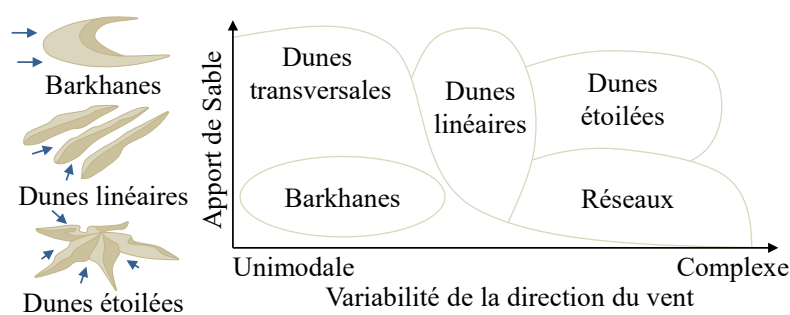 Barkhanes
Dunes linéaires
Dunes étoilées
Apport de Sable
Dunes
transversales
Dunes
linéaires
Dunes
étoilées
Barkhanes
Réseaux
Unimodale
Complexe
Variabilité de la direction du vent